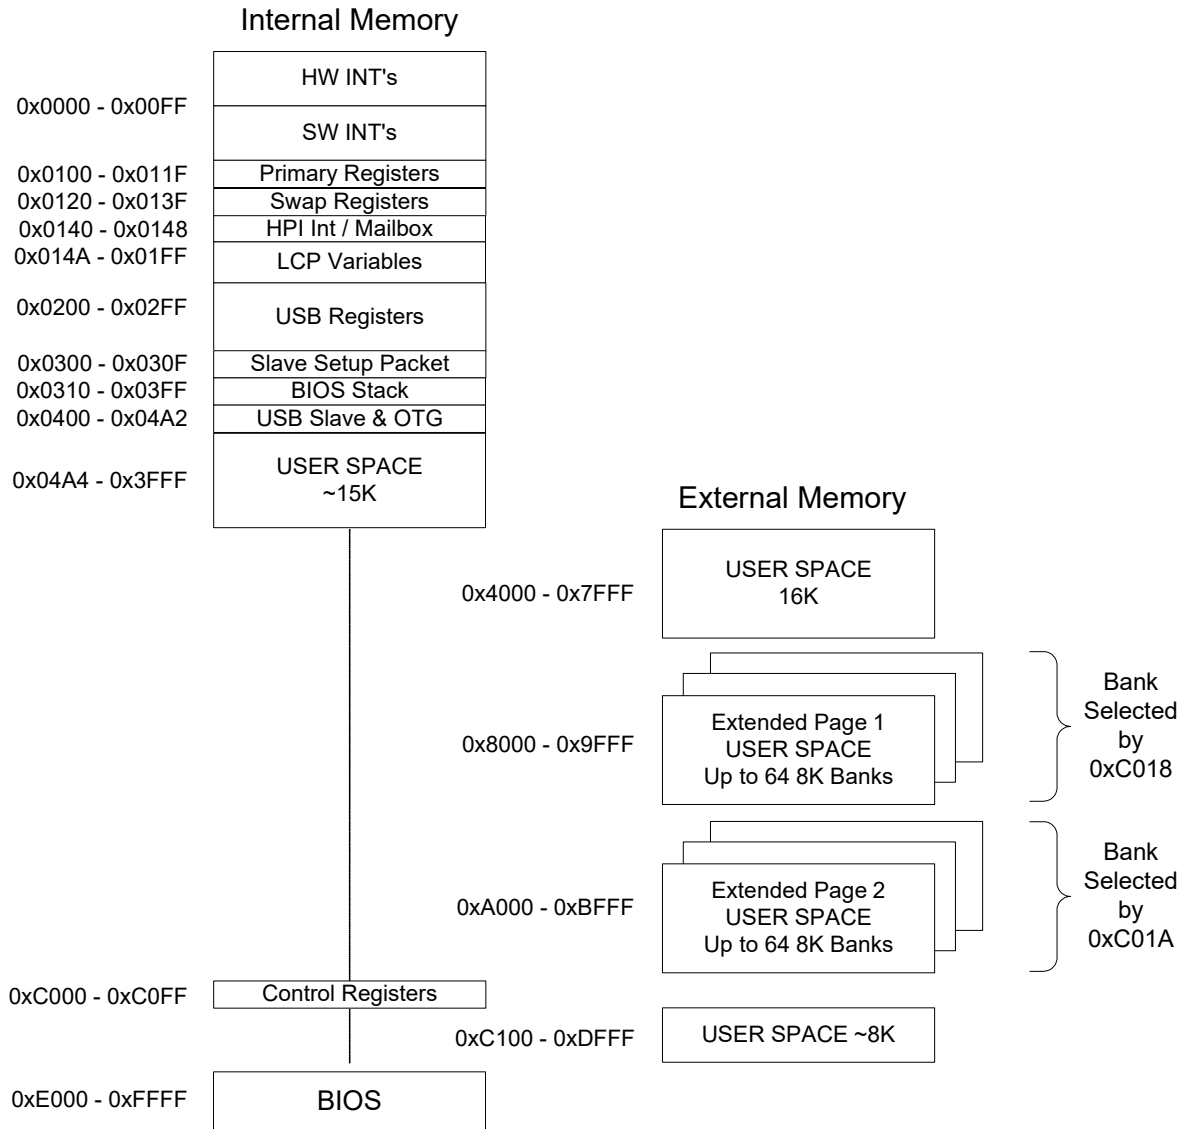 Internal Memory
HW INT's
0x0000 - 0x00FF
SW INT's
0x0100 - 0x011F
Primary Registers
0x0120 - 0x013F
Swap Registers
0x0140 - 0x0148
HPI Int / Mailbox
0x014A - 0x01FF
LCP Variables
0x0200 - 0x02FF
USB Registers
0x0300 - 0x030F
Slave Setup Packet
0x0310 - 0x03FF
BIOS Stack
0x0400 - 0x04A2
USB Slave & OTG
0x04A4 - 0x3FFF
USER SPACE
~15K
External Memory
0x4000 - 0x7FFF
USER SPACE
16K
0x8000 - 0x9FFF
Extended Page 1
USER SPACE
Up to 64 8K Banks
Bank
Selected
by
0xC018
0xA000 - 0xBFFF
Extended Page 2
USER SPACE
Up to 64 8K Banks
Bank
Selected
by
0xC01A
0xC000 - 0xC0FF
Control Registers
0xC100 - 0xDFFF
USER SPACE ~8K
0xE000 - 0xFFFF
BIOS